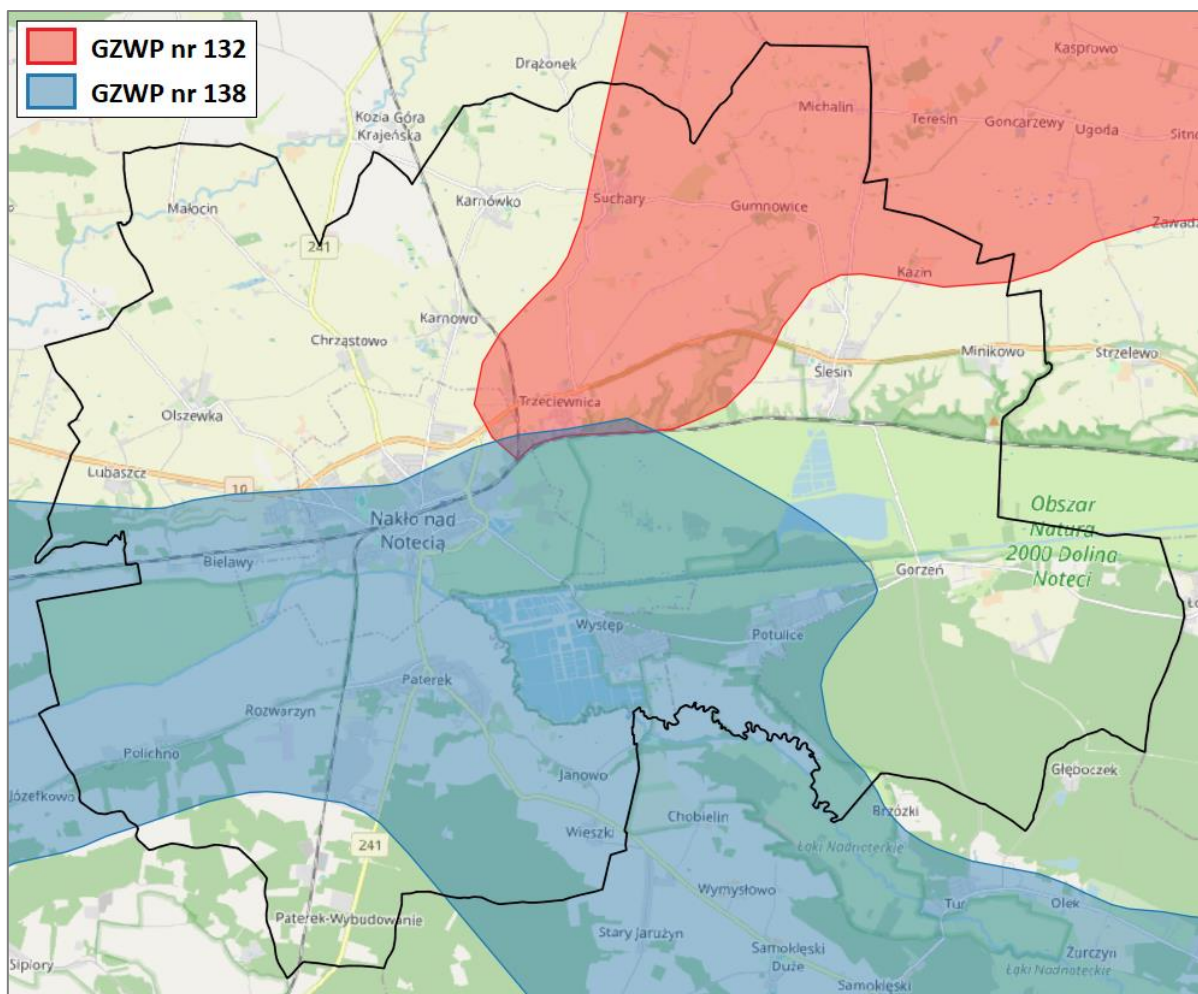 GZWP nr 132
GZWP nr 138
Drążonek
Kasprowo
Michalin
Teresin
Goncarzewy
Ugoda
Kozia Góra
Krajeńska
Karnówko
Suchary
Gumnowice
Małocin
241
Kazin
Karnowo
Chrząstowo
Minikowo
Strzelewo
Ślesin
Trzeciewnica
Olszewka
Lubaszcz
10
Nakło nad
Notecią
Obszar
Natura
2000 Dolina
Noteci
Bielawy
Gorzeń
Występ
Potulice
Paterek
Rozwarzyn
Polichno
Janowo
Głęboczek
Józefkowo
Chobielin
Brzózki
Wieszki
241
Łąki Nadnoteckie
Wymysłowo
Tur
Olek
Paterek-Wybudowanie
Stary Jarużyn
Samoklęski
Duże
Żurczyn
Sipiory
Łąki Nadnoteckie
Samoklęski